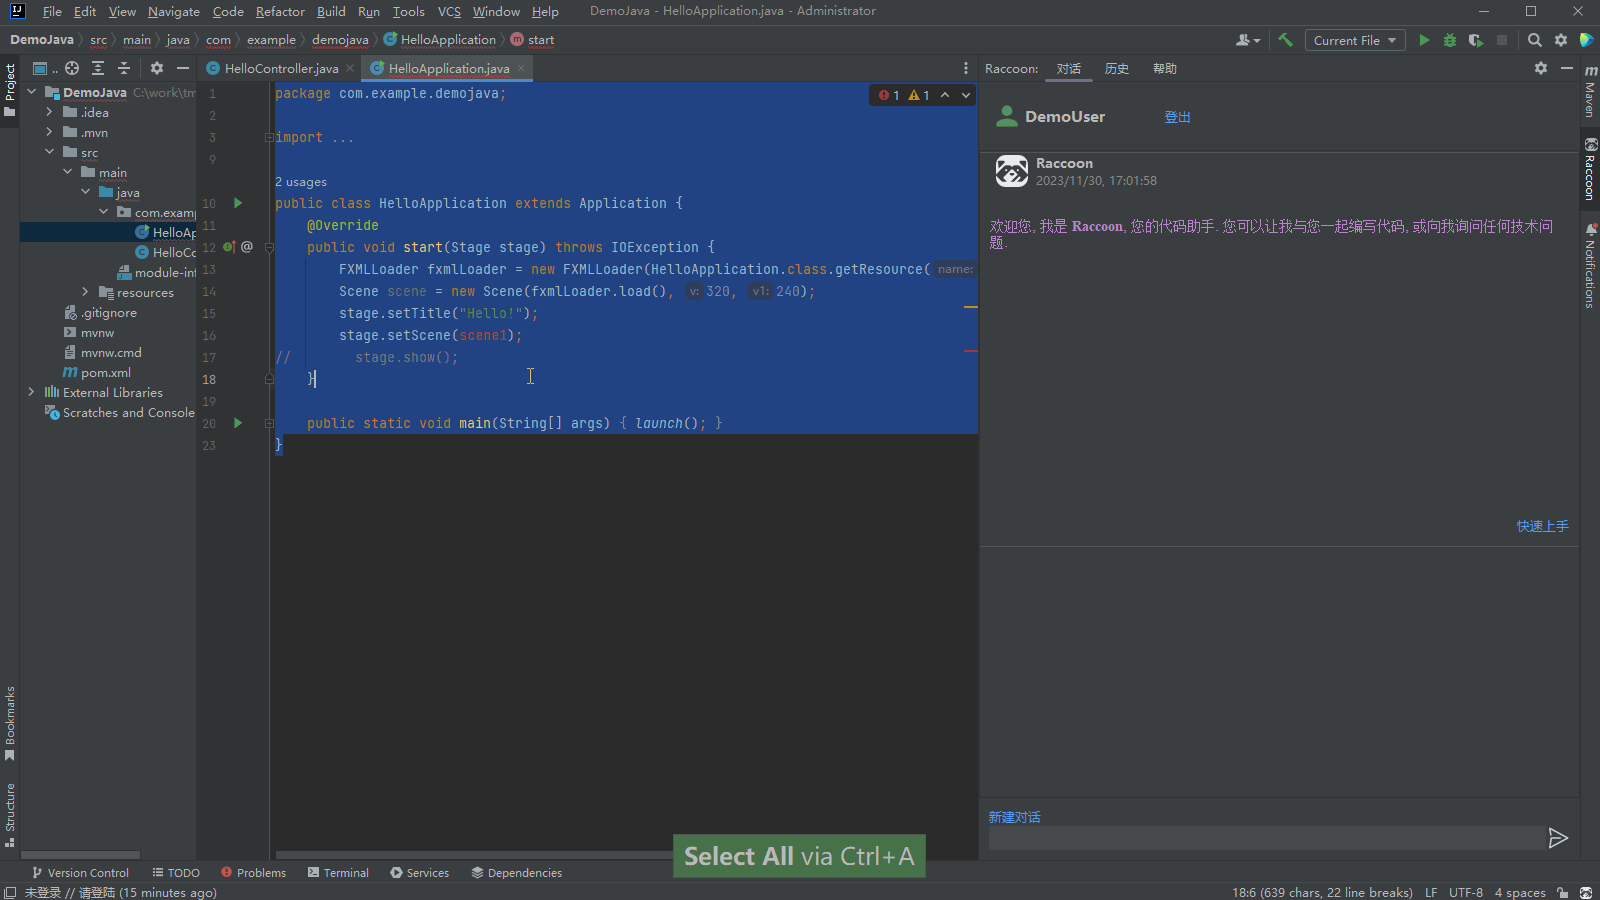 File Edit View Navigate Code Refactor Build Run Tools VCS Window Help DemoJava - HelloApplication.java - Administrator
DemoJava src main java com example demojava HelloApplication start Current File
Project
HelloController.java HelloApplication.java
Raccoon: 对话 历史 帮助
DemoJava C:\work\tm
.idea
.mvn
src
main
java
com.examp
HelloAp
HelloCo
module-inf
resources
.gitignore
mvnw
mvnw.cmd
pom.xml
External Libraries
Scratches and Console
1 package com.example.demojava;
2
3 import ...
9
2 usages
10 public class HelloApplication extends Application {
11 @Override
12 public void start(Stage stage) throws IOException {
13 FXMLLoader fxmlLoader = new FXMLLoader(HelloApplication.class.getResource( name:
14 Scene scene = new Scene(fxmlLoader.load(), v: 320, v1: 240);
15 stage.setTitle("Hello!");
16 stage.setScene(scene1);
17 // stage.show();
18 }
19
20 public static void main(String[] args) { launch(); }
23 }
1 1
DemoUser 登出
Raccoon
2023/11/30, 17:01:58
欢迎您, 我是 Raccoon, 您的代码助手. 您可以让我与您一起编写代码, 或向我询问任何技术问
题.
快速上手
新建对话
m
Maven
Raccoon
Notifications
Bookmarks
Structure
Select All via Ctrl+A
Version Control TODO Problems Terminal Services Dependencies
未登录 // 请登陆 (15 minutes ago) 18:6 (639 chars, 22 line breaks) LF UTF-8 4 spaces